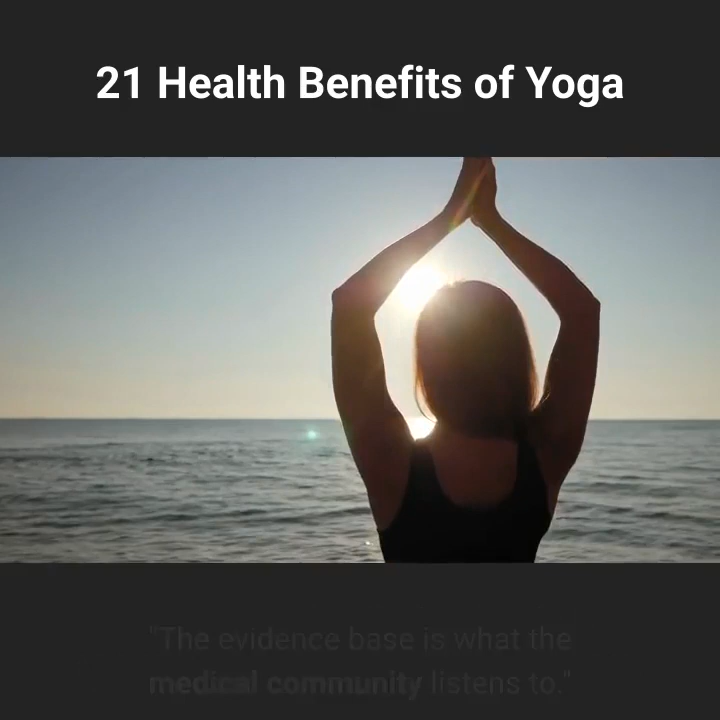 21 Health Benefits of Yoga
"The evidence base is what the
medical community listens to."